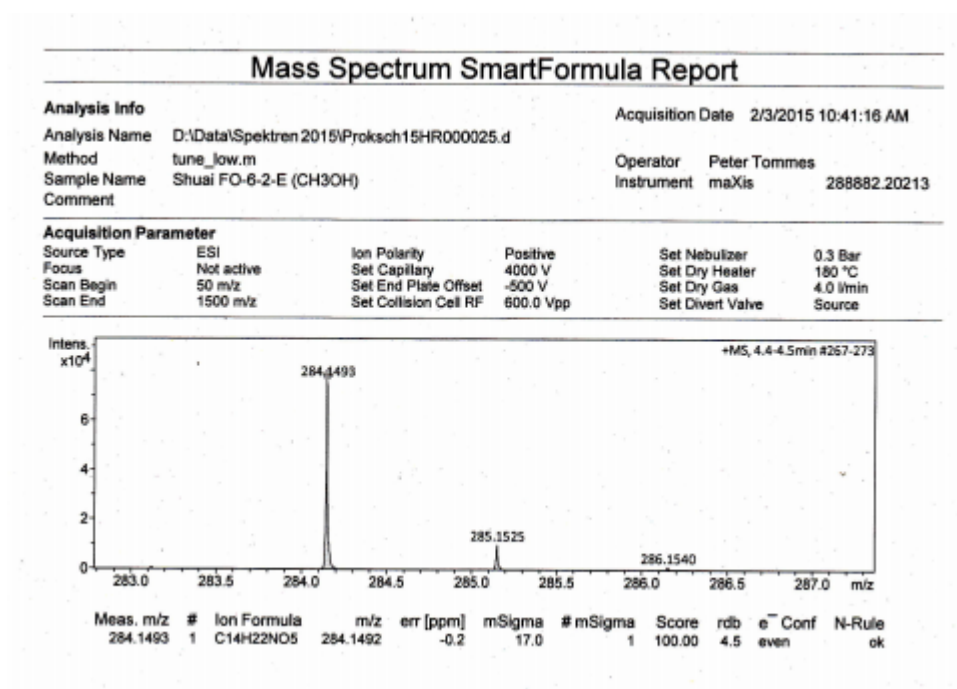 Mass Spectrum SmartFormula Report
Analysis Info
Acquisition Date 2/3/2015 10:41:16 AM
Analysis Name D:\Data\Spektren 2015\Proksch15HR000025.d
Method tune_low.m
Operator Peter Tommes
Sample Name Shuai FO-6-2-E (CH3OH)
Instrument maXis 288882.20213
Comment
Acquisition Parameter
Source Type ESI Ion Polarity Positive Set Nebulizer 0.3 Bar
Focus Not active Set Capillary 4000 V Set Dry Heater 180 °C
Scan Begin 50 m/z Set End Plate Offset -500 V Set Dry Gas 4.0 l/min
Scan End 1500 m/z Set Collision Cell RF 600.0 Vpp Set Divert Valve Source
Intens.
x10⁴
+MS, 4.4-4.5min #267-273
284.1493
6
4
2
285.1525
286.1540
0
283.0 283.5 284.0 284.5 285.0 285.5 286.0 286.5 287.0 m/z
Meas. m/z # Ion Formula m/z err [ppm] mSigma # mSigma Score rdb e¯ Conf N-Rule
284.1493 1 C14H22NO5 284.1492 -0.2 17.0 1 100.00 4.5 even ok